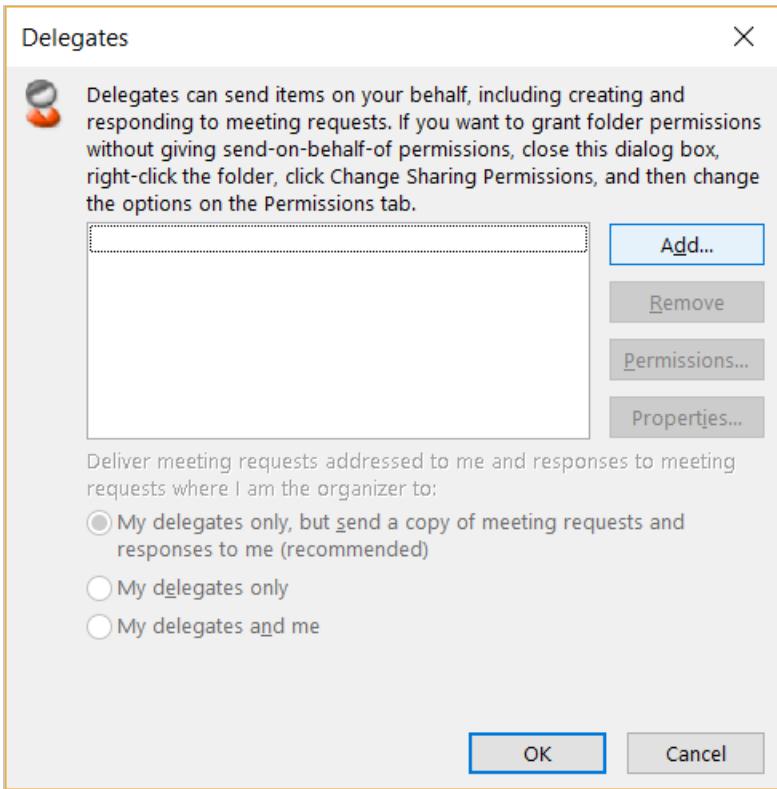 Delegates
Delegates can send items on your behalf, including creating and
responding to meeting requests. If you want to grant folder permissions
without giving send-on-behalf-of permissions, close this dialog box,
right-click the folder, click Change Sharing Permissions, and then change
the options on the Permissions tab.
Add...
Remove
Permissions...
Properties...
Deliver meeting requests addressed to me and responses to meeting
requests where I am the organizer to:
My delegates only, but send a copy of meeting requests and
responses to me (recommended)
My delegates only
My delegates and me
OK
Cancel